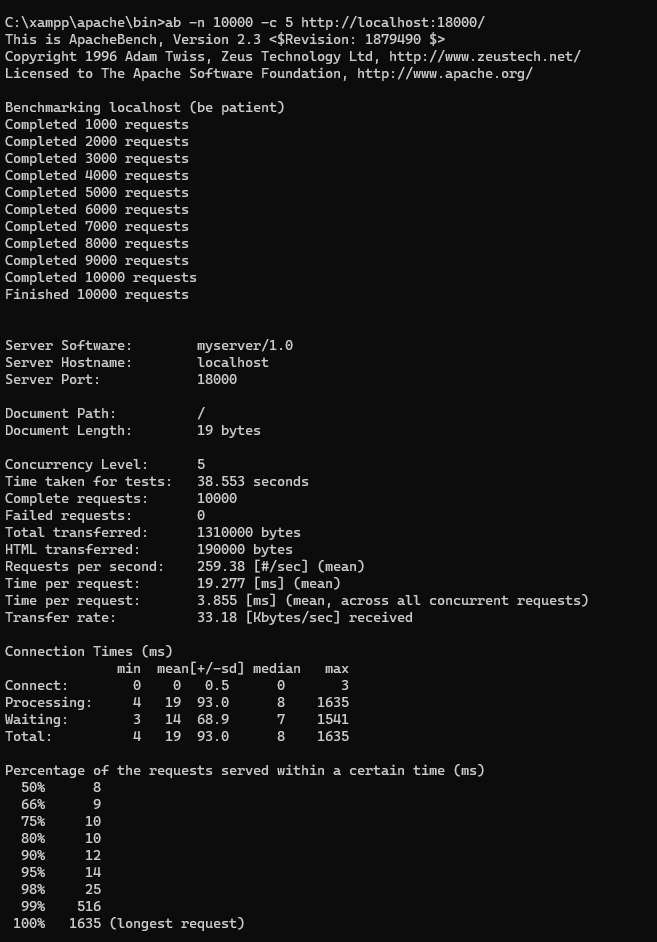 C:\xampp\apache\bin>ab -n 10000 -c 5 http://localhost:18000/
This is ApacheBench, Version 2.3 <$Revision: 1879490 $>
Copyright 1996 Adam Twiss, Zeus Technology Ltd, http://www.zeustech.net/
Licensed to The Apache Software Foundation, http://www.apache.org/

Benchmarking localhost (be patient)
Completed 1000 requests
Completed 2000 requests
Completed 3000 requests
Completed 4000 requests
Completed 5000 requests
Completed 6000 requests
Completed 7000 requests
Completed 8000 requests
Completed 9000 requests
Completed 10000 requests
Finished 10000 requests


Server Software:        myserver/1.0
Server Hostname:        localhost
Server Port:            18000

Document Path:          /
Document Length:        19 bytes

Concurrency Level:      5
Time taken for tests:   38.553 seconds
Complete requests:      10000
Failed requests:        0
Total transferred:      1310000 bytes
HTML transferred:       190000 bytes
Requests per second:    259.38 [#/sec] (mean)
Time per request:       19.277 [ms] (mean)
Time per request:       3.855 [ms] (mean, across all concurrent requests)
Transfer rate:          33.18 [Kbytes/sec] received

Connection Times (ms)
              min  mean[+/-sd] median   max
Connect:        0    0   0.5      0       3
Processing:     4   19  93.0      8    1635
Waiting:        3   14  68.9      7    1541
Total:          4   19  93.0      8    1635

Percentage of the requests served within a certain time (ms)
  50%      8
  66%      9
  75%     10
  80%     10
  90%     12
  95%     14
  98%     25
  99%    516
 100%   1635 (longest request)